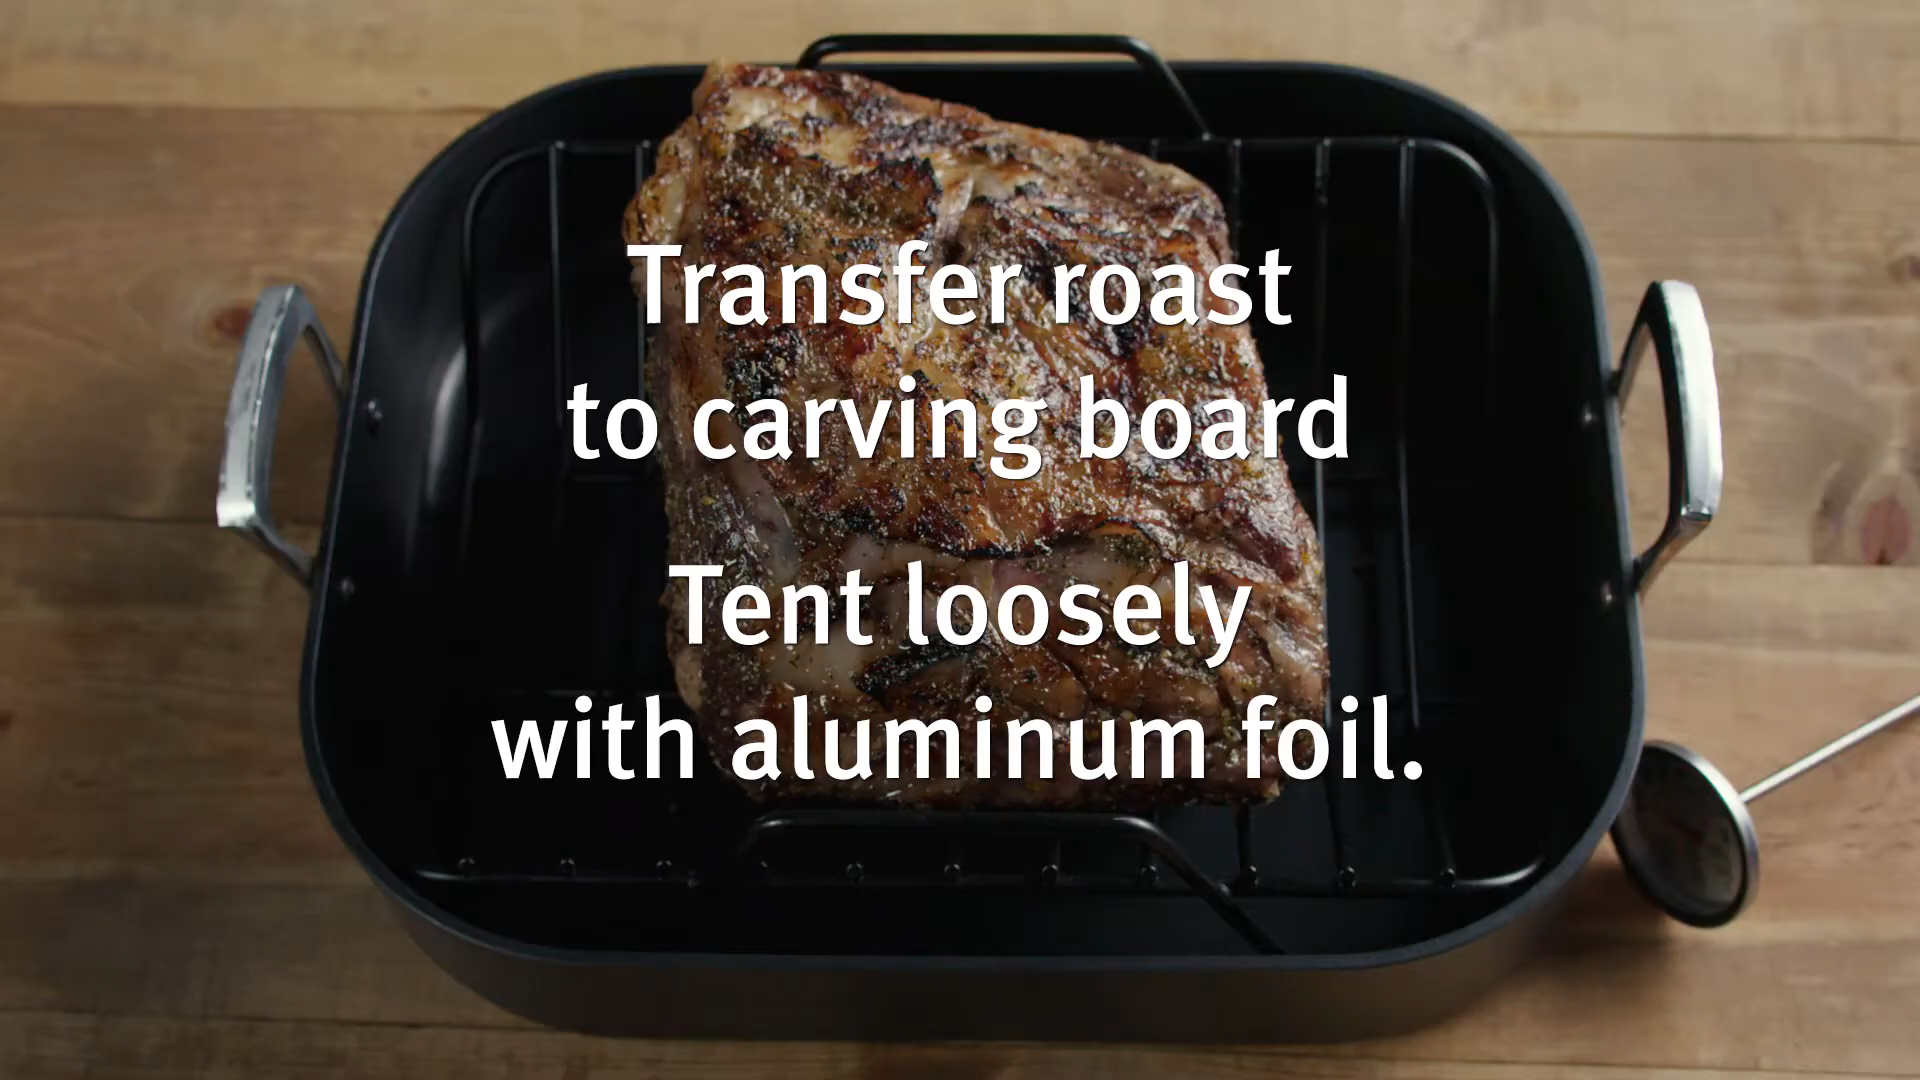 Transfer roast
to carving board
Tent loosely
with aluminum foil.